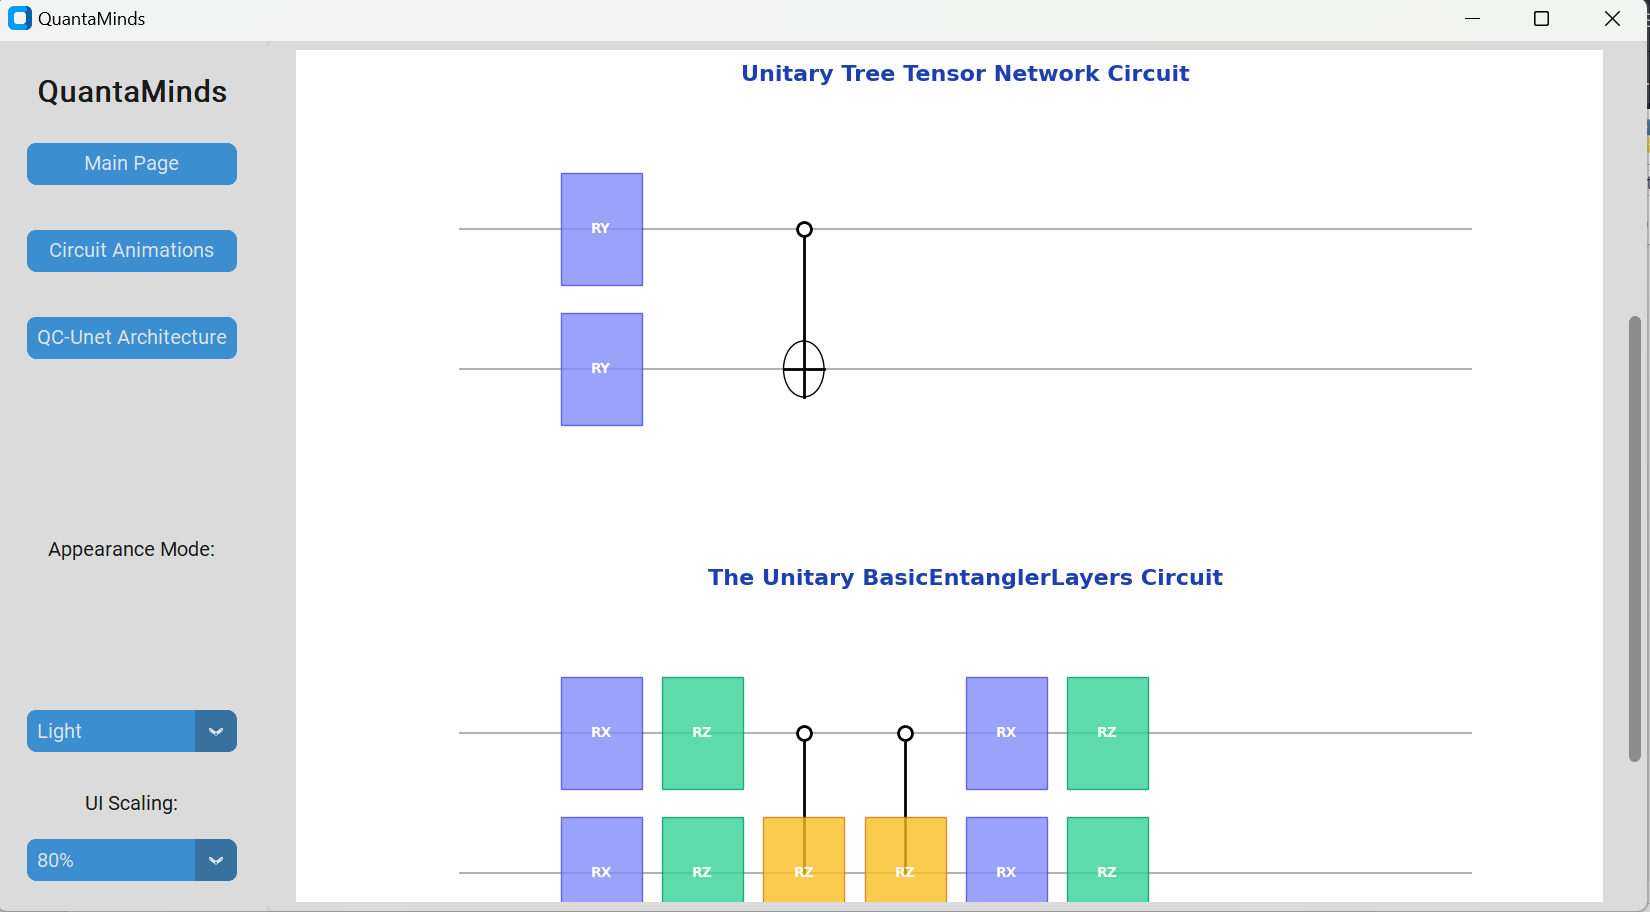 QuantaMinds
QuantaMinds
Main Page
Circuit Animations
QC-Unet Architecture
Appearance Mode:
Light
UI Scaling:
80%
Unitary Tree Tensor Network Circuit
RY
RY
The Unitary BasicEntanglerLayers Circuit
RX RZ RX RZ
RX RZ RZ RZ RX RZ